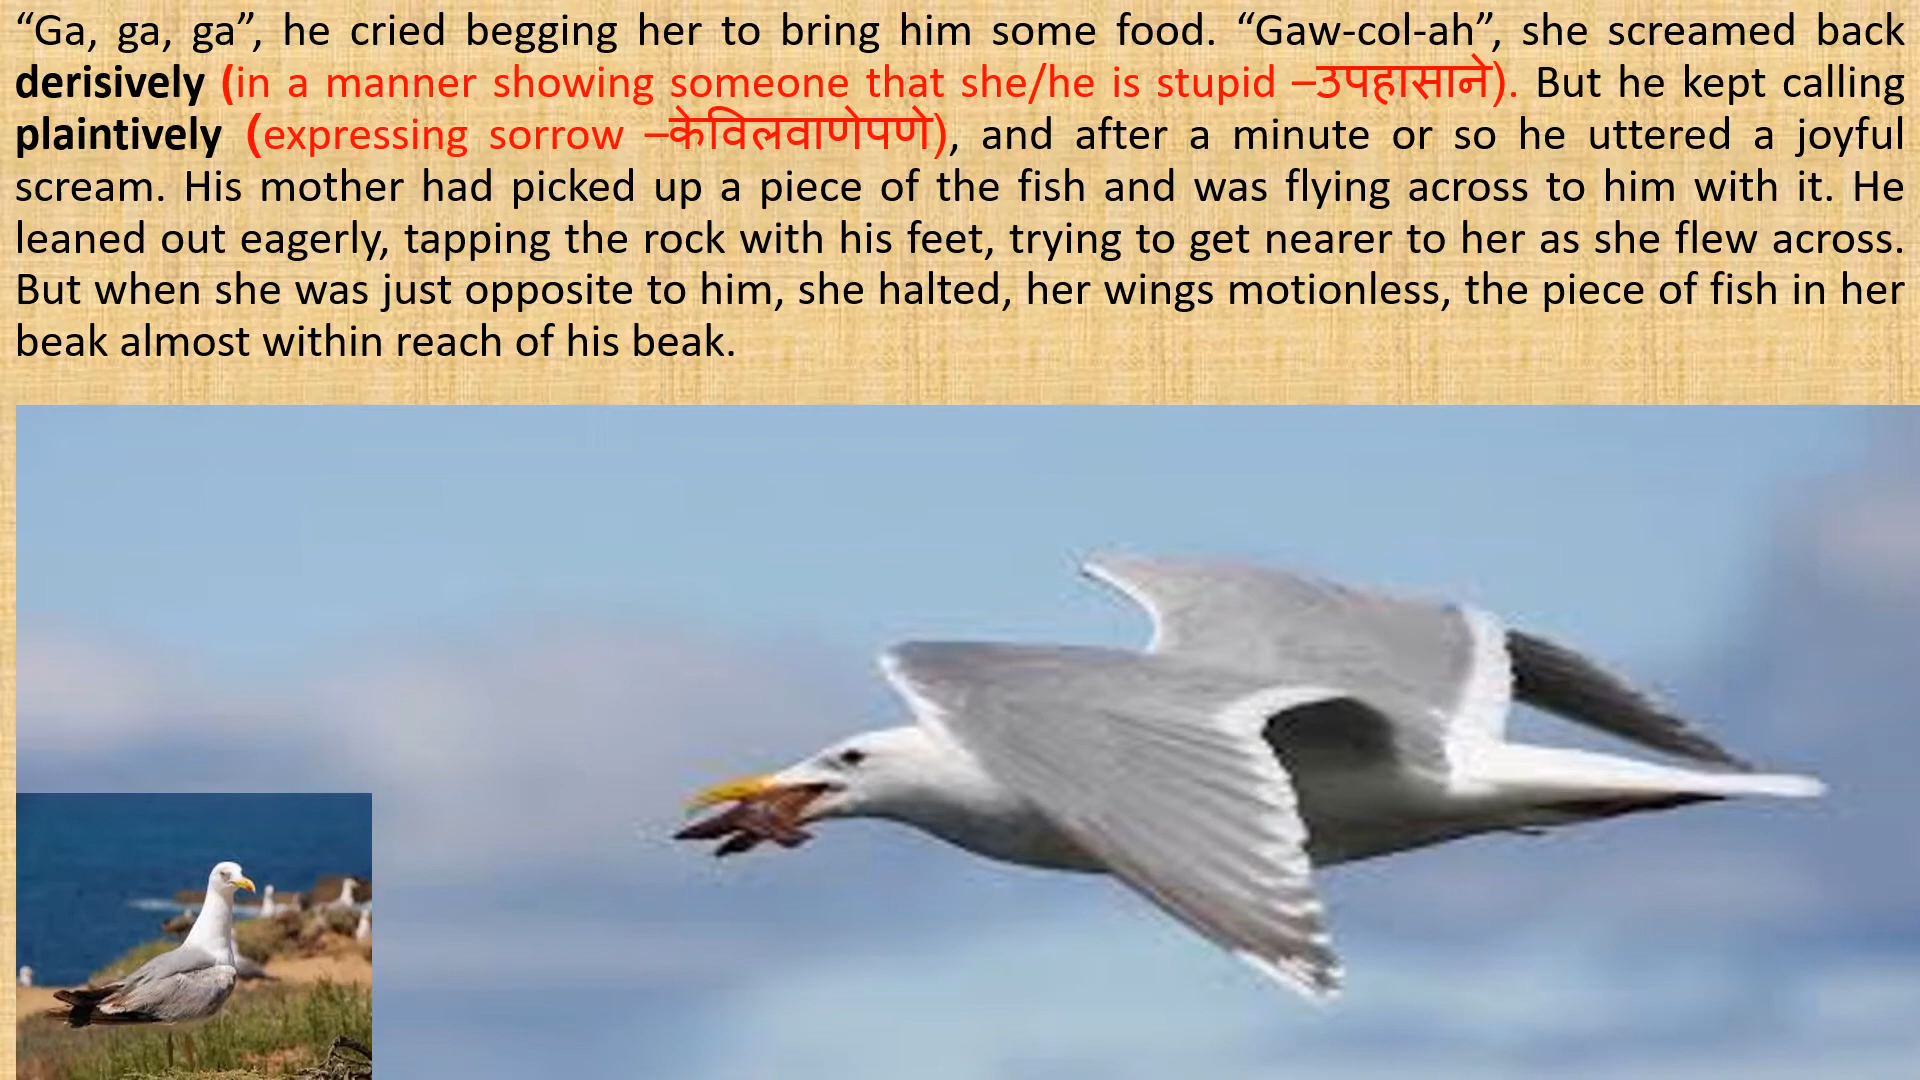 “Ga, ga, ga”, he cried begging her to bring him some food. “Gaw-col-ah”, she screamed back
derisively (in a manner showing someone that she/he is stupid –उपहासाने). But he kept calling
plaintively (expressing sorrow –केविलवाणेपणे), and after a minute or so he uttered a joyful
scream. His mother had picked up a piece of the fish and was flying across to him with it. He
leaned out eagerly, tapping the rock with his feet, trying to get nearer to her as she flew across.
But when she was just opposite to him, she halted, her wings motionless, the piece of fish in her
beak almost within reach of his beak.